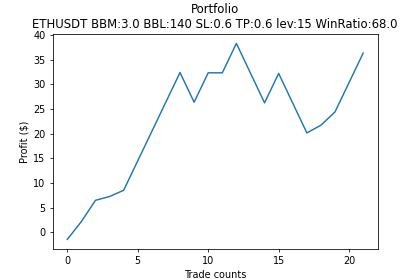 Portfolio
ETHUSDT BBM:3.0 BBL:140 SL:0.6 TP:0.6 lev:15 WinRatio:68.0
40
35
30
25
20
15
10
5
0
Profit ($)
0 5 10 15 20
Trade counts